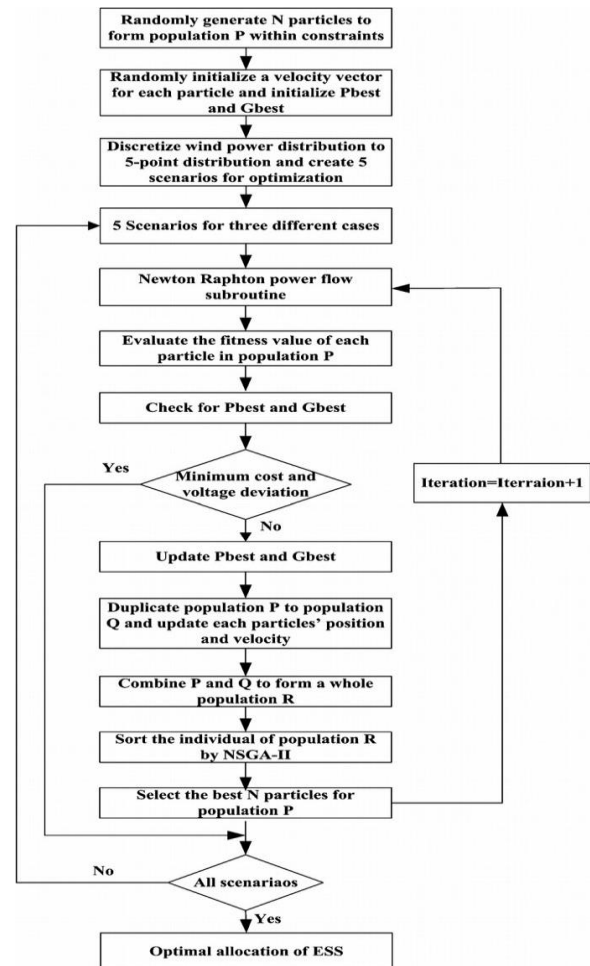 Randomly generate N particles to
form population P within constraints
Randomly initialize a velocity vector
for each particle and initialize Pbest
and Gbest
Discretize wind power distribution to
5-point distribution and create 5
scenarios for optimization
5 Scenarios for three different cases
Newton Raphton power flow
subroutine
Evaluate the fitness value of each
particle in population P
Check for Pbest and Gbest
Yes
Minimum cost and
voltage deviation
Iteration=Iterraion+1
No
Update Pbest and Gbest
Duplicate population P to population
Q and update each particles' position
and velocity
Combine P and Q to form a whole
population R
Sort the individual of population R
by NSGA-II
Select the best N particles for
population P
No
All scenariaos
Yes
Optimal allocation of ESS